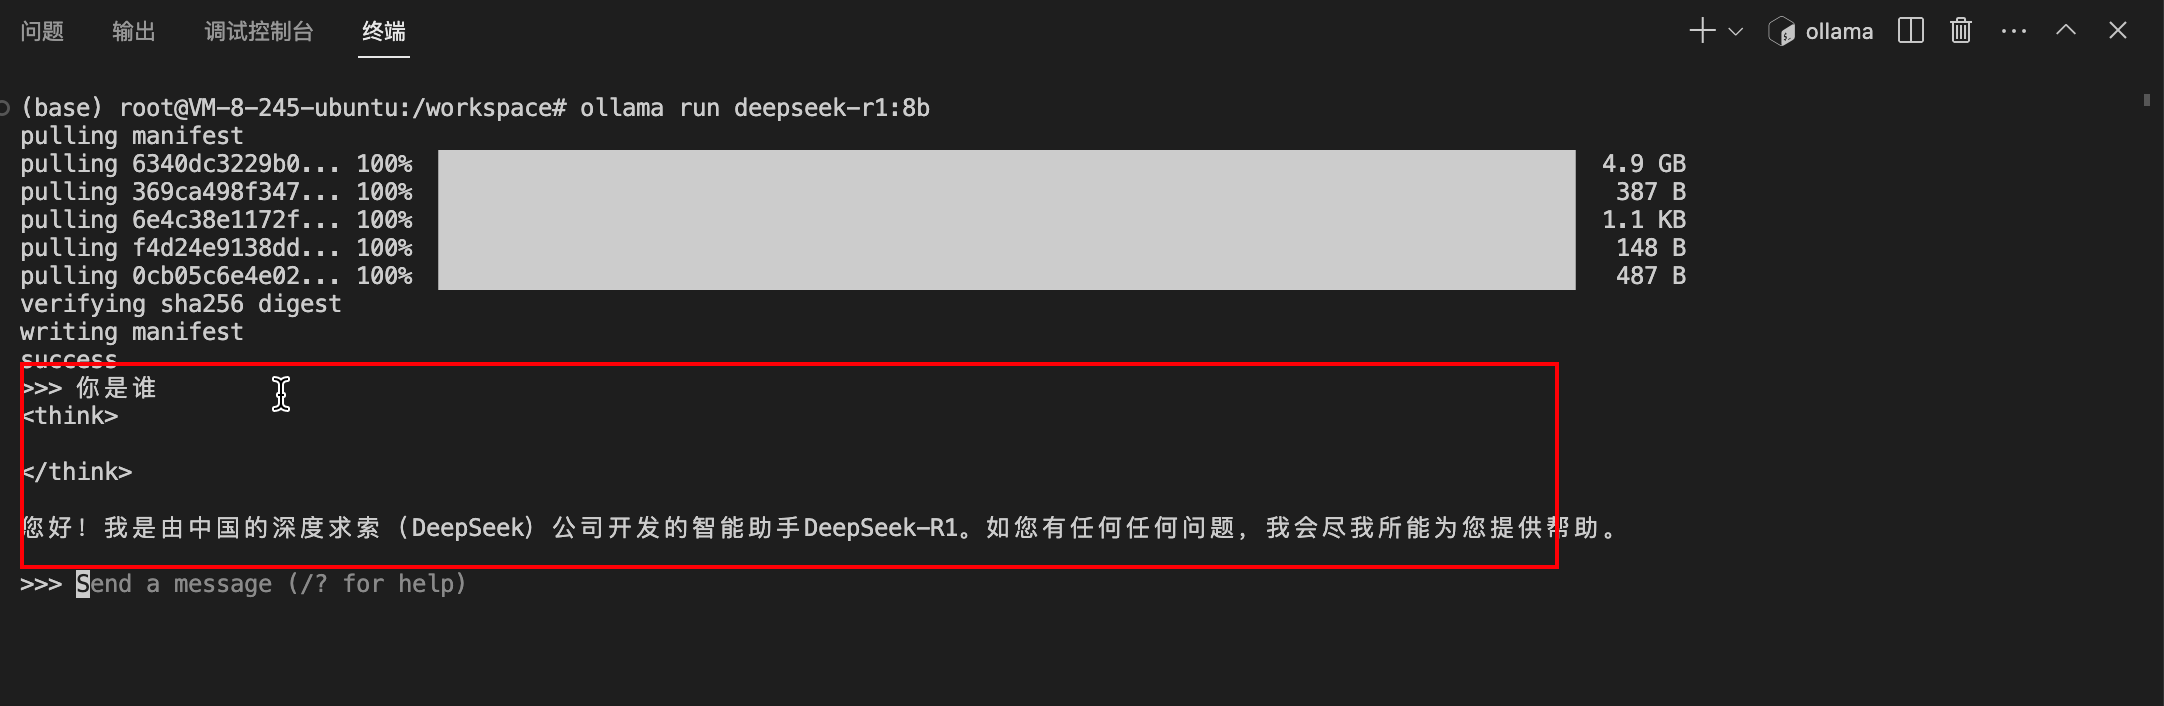 问题 输出 调试控制台 终端 ollama
(base) root@VM-8-245-ubuntu:/workspace# ollama run deepseek-r1:8b
pulling manifest
pulling 6340dc3229b0... 100% 4.9 GB
pulling 369ca498f347... 100% 387 B
pulling 6e4c38e1172f... 100% 1.1 KB
pulling f4d24e9138dd... 100% 148 B
pulling 0cb05c6e4e02... 100% 487 B
verifying sha256 digest
writing manifest
success
>>> 你是谁
<think>
</think>
您好！我是由中国的深度求索（DeepSeek）公司开发的智能助手DeepSeek-R1。如您有任何任何问题，我会尽我所能为您提供帮助。
>>> Send a message (/? for help)